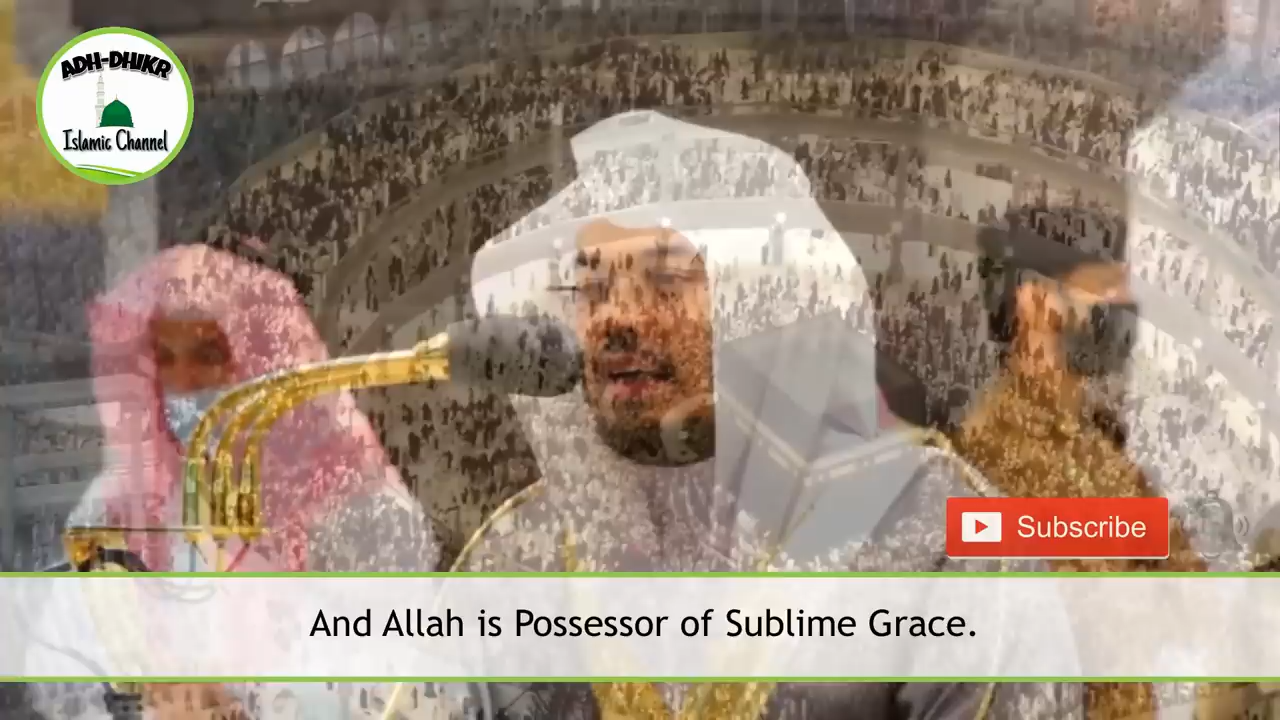 ADH-DHIKR
Islamic Channel
Subscribe
And Allah is Possessor of Sublime Grace.